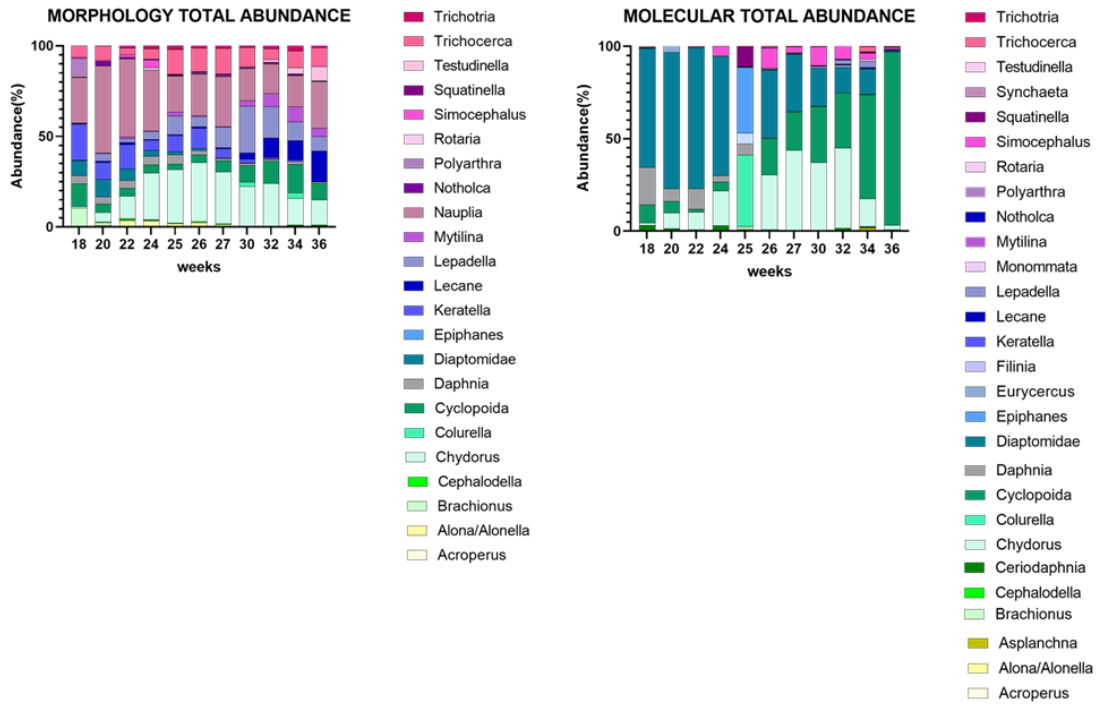 MORPHOLOGY TOTAL ABUNDANCE
Abundance(%)
100
50
0
18 20 22 24 25 26 27 30 32 34 36
weeks
Trichotria
Trichocerca
Testudinella
Squatinella
Simocephalus
Rotaria
Polyarthra
Notholca
Nauplia
Mytilina
Lepadella
Lecane
Keratella
Epiphanes
Diaptomidae
Daphnia
Cyclopoida
Colurella
Chydorus
Cephalodella
Brachionus
Alona/Alonella
Acroperus
MOLECULAR TOTAL ABUNDANCE
Abundance(%)
100
50
0
18 20 22 24 25 26 27 30 32 34 36
weeks
Trichotria
Trichocerca
Testudinella
Synchaeta
Squatinella
Simocephalus
Rotaria
Polyarthra
Notholca
Mytilina
Monommata
Lepadella
Lecane
Keratella
Filinia
Eurycercus
Epiphanes
Diaptomidae
Daphnia
Cyclopoida
Colurella
Chydorus
Ceriodaphnia
Cephalodella
Brachionus
Asplanchna
Alona/Alonella
Acroperus